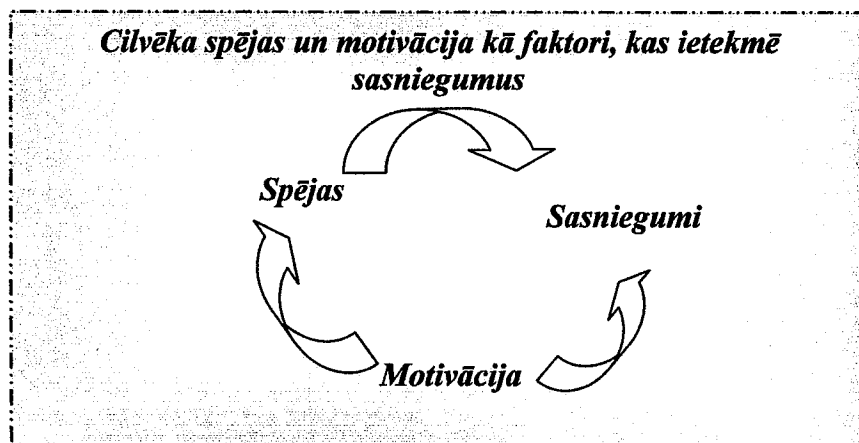 Cilvēka spējas un motivācija kā faktori, kas ietekmē
sasniegumus
Spējas
Sasniegumi
Motivācija